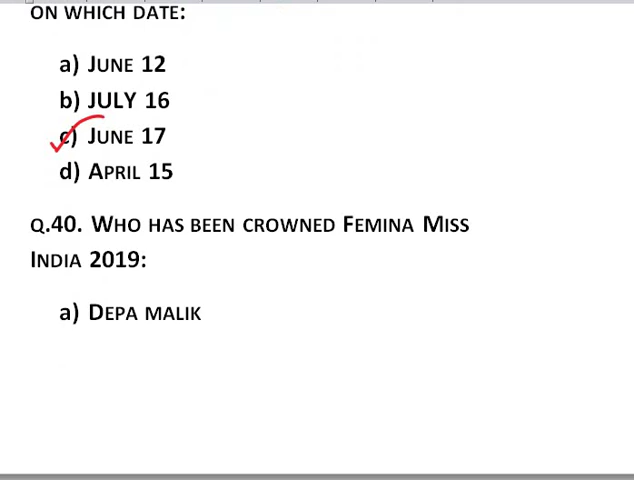 ON WHICH DATE:
a) JUNE 12
b) JULY 16
c) JUNE 17
d) APRIL 15
Q.40. WHO HAS BEEN CROWNED FEMINA MISS
INDIA 2019:
a) DEPA MALIK